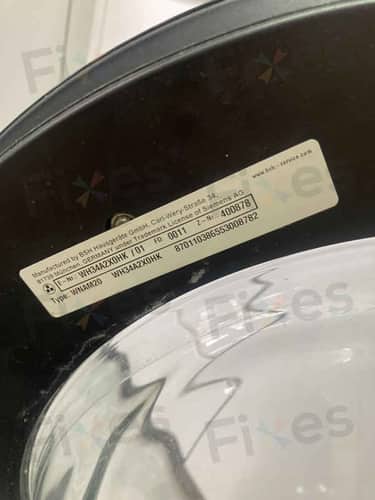 Fixes
Manufactured by BSH Hausgeräte GmbH, Carl-Wery-Straße 34,
81739 München, GERMANY under Trademark License of Siemens AG
E-Nr. WH34A2X0HK /01 FD 0011 Z-Nr. 400878
Type: WNAM20 WH34A2X0HK 870110386553008782
www.bsh-service.com
Fixes
Fixes
Fixes